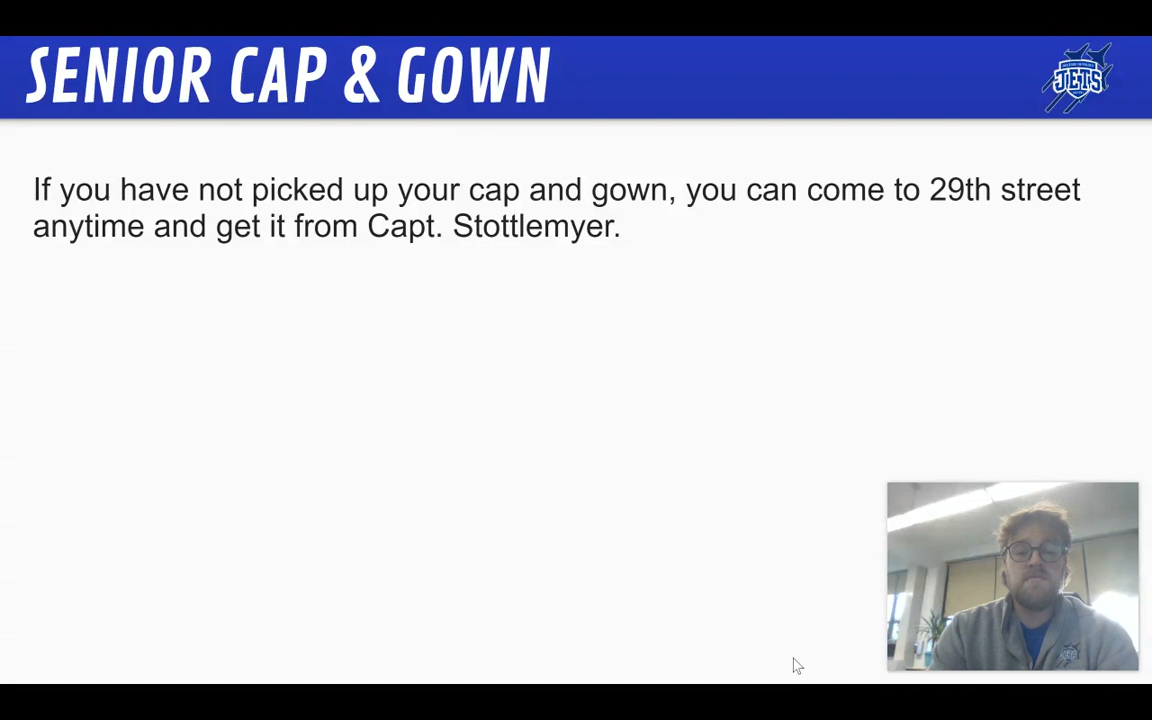 SENIOR CAP & GOWN
JETS
If you have not picked up your cap and gown, you can come to 29th street
anytime and get it from Capt. Stottlemyer.
JETS